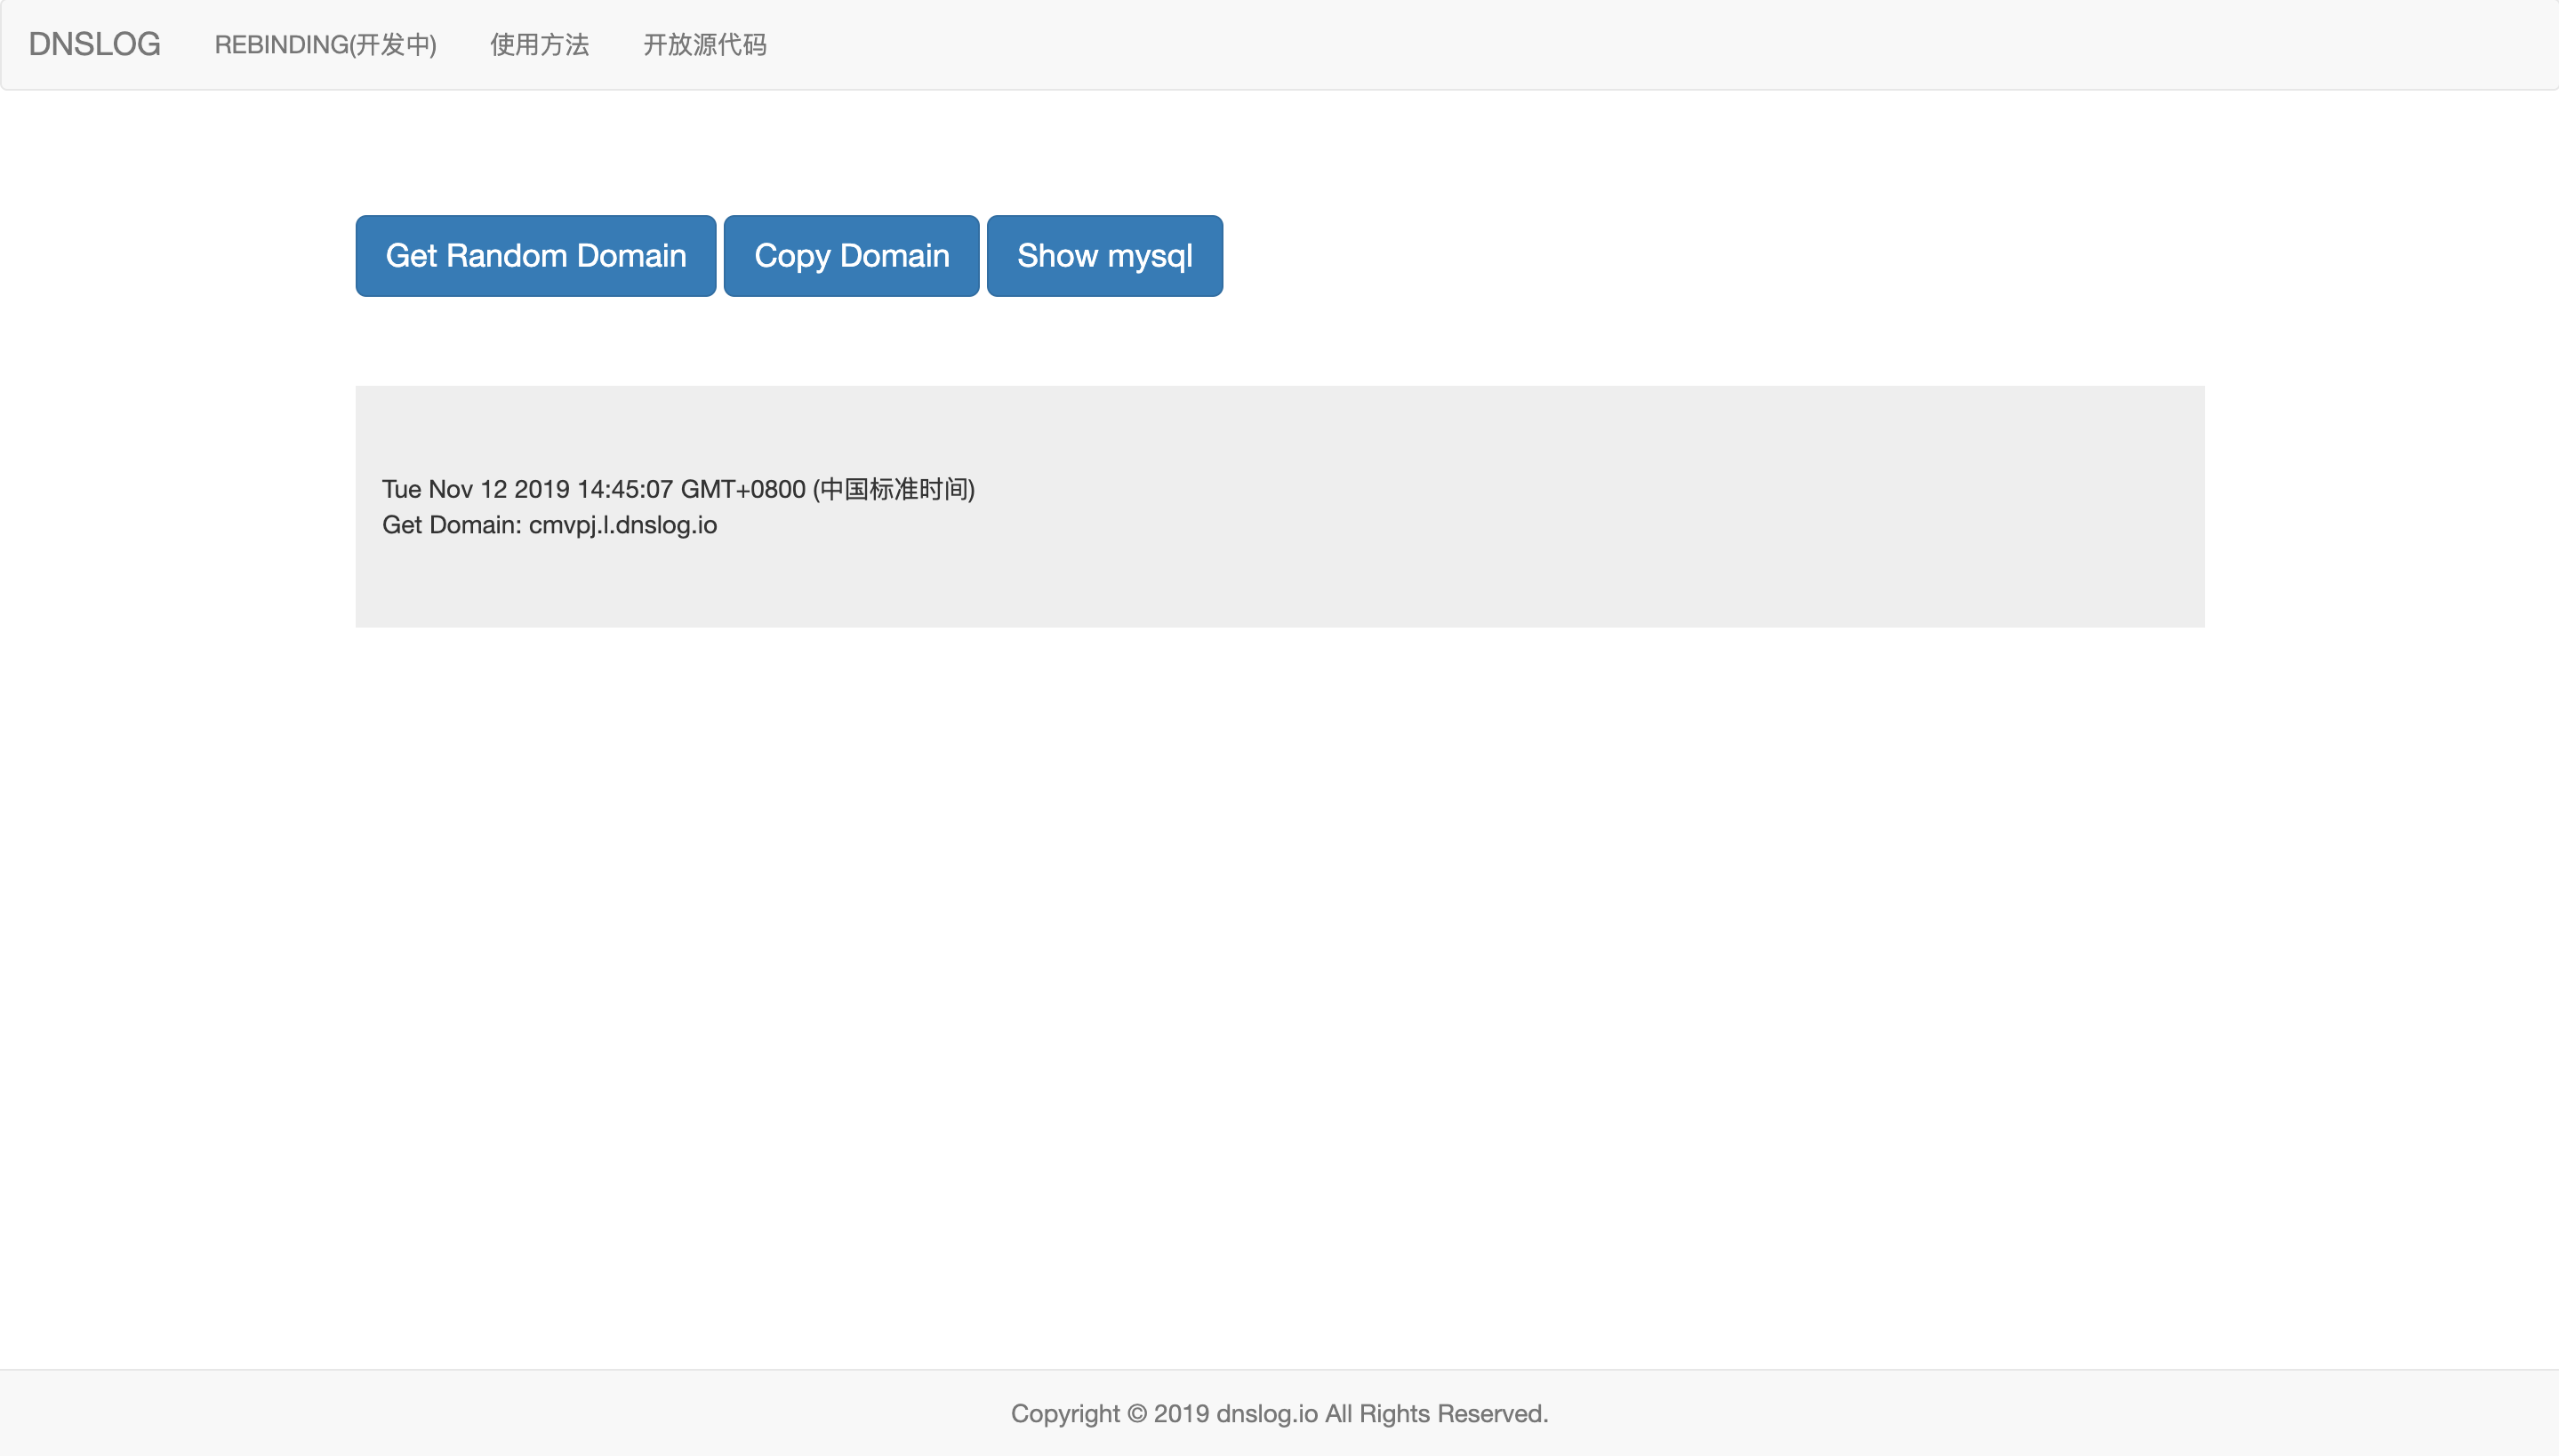 DNSLOG REBINDING(开发中) 使用方法 开放源代码
Get Random Domain Copy Domain Show mysql
Tue Nov 12 2019 14:45:07 GMT+0800 (中国标准时间)
Get Domain: cmvpj.l.dnslog.io
Copyright © 2019 dnslog.io All Rights Reserved.